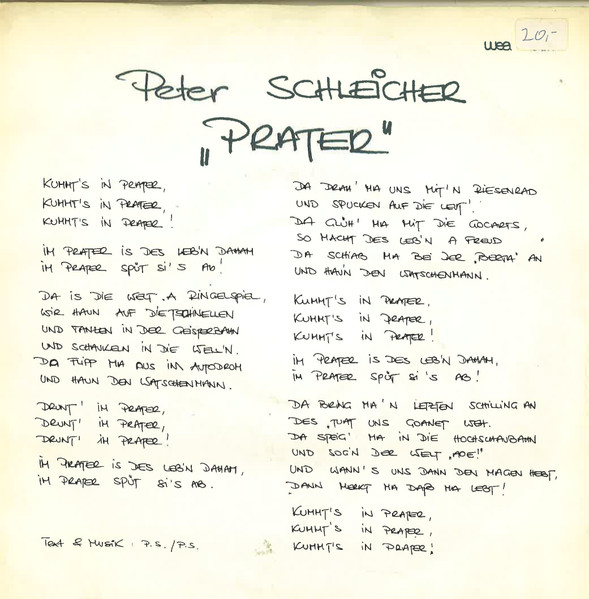 wea
20,-
Peter SCHLEICHER
„PRATER"
KUMMT'S IN PRATER,
KUMMT'S IN PRATER,
KUMMT'S IN PRATER!
IM PRATER IS DES LEB'N DAHAM
IM PRATER SPÜT SI'S AB!
DA IS DIE WELT A RINGELSPIEL,
WIR HAUN AUF DIE TSCHNELLEN
UND TANZEN IN DER GEISTERBAHN
UND SCHAUKELN IN DIE WELL'N.
DA FLIPP MA AUS IM AUTODROM
UND HAUN DEN WATSCHENMANN.
DRUNT' IM PRATER,
DRUNT' IM PRATER,
DRUNT' IM PRATER!
IM PRATER IS DES LEB'N DAHAM,
IM PRATER SPÜT SI'S AB.
TEXT & MUSIK: P.S./P.S.
DA DRAH' MA UNS MIT'N RIESENRAD
UND SPUCKEN AUF DIE LEUT'.
DA GLÜH' MA MIT DIE GOCARTS,
SO MACHT DES LEB'N A FREUD
DA SCHIAB MA BEI DER „BERTA" AN
UND HAUN DEN WATSCHENMANN.
KUMMT'S IN PRATER,
KUMMT'S IN PRATER,
KUMMT'S IN PRATER!
IM PRATER IS DES LEB'N DAHAM,
IM PRATER SPÜT SI'S AB!
DA BRING MA'N LETZTEN SCHILLING AN
DES TUAT UNS GOANET WEH.
DA STEIG' MA IN DIE HOCHSCHAUBAHN
UND SOG'N DER WELT „ADE!"
UND WANN'S UNS DANN DEN MAGEN HEBT,
DANN MERKT MA DAß MA LEBT!
KUMMT'S IN PRATER,
KUMMT'S IN PRATER,
KUMMT'S IN PRATER!